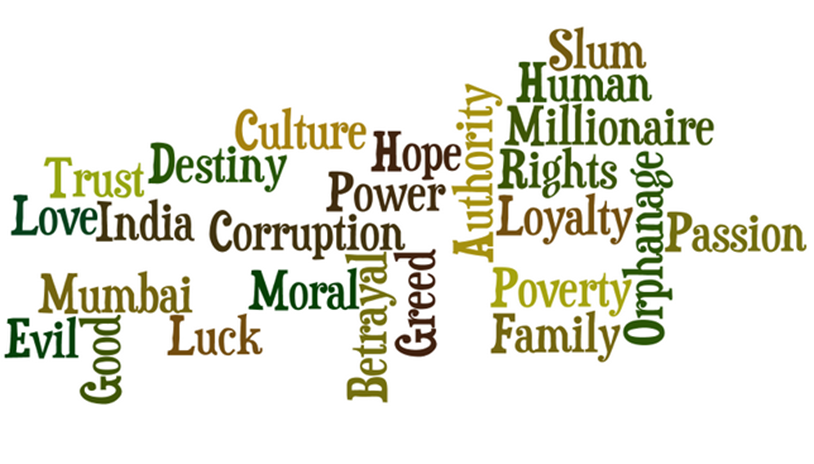 Slum
Human
Millionaire
Authority
Culture
Hope
Rights
Trust
Destiny
Power
Orphanage
Love
India
Corruption
Loyalty
Passion
Mumbai
Moral
Betrayal
Greed
Poverty
Evil
Good
Luck
Family